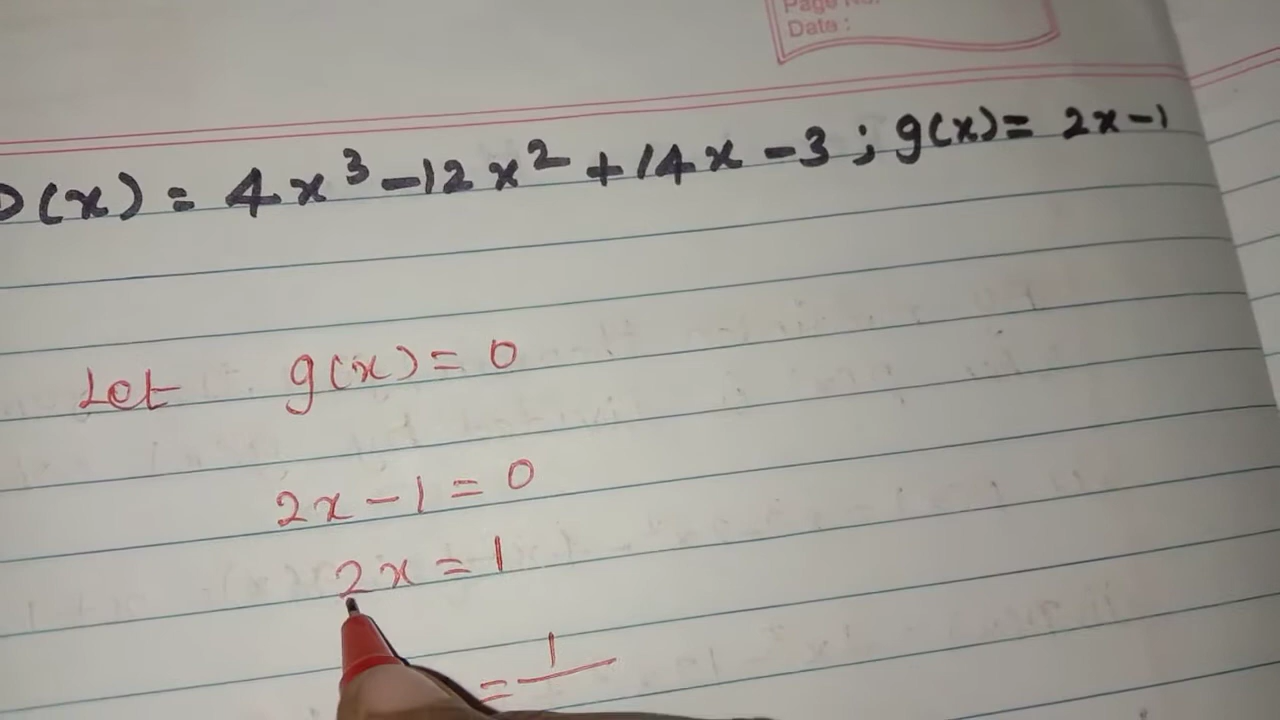 Page No.
Date :
P(x) = 4x³ -12x² +14x -3 ; g(x) = 2x-1
Let g(x) = 0
2x - 1 = 0
2x = 1
= 1